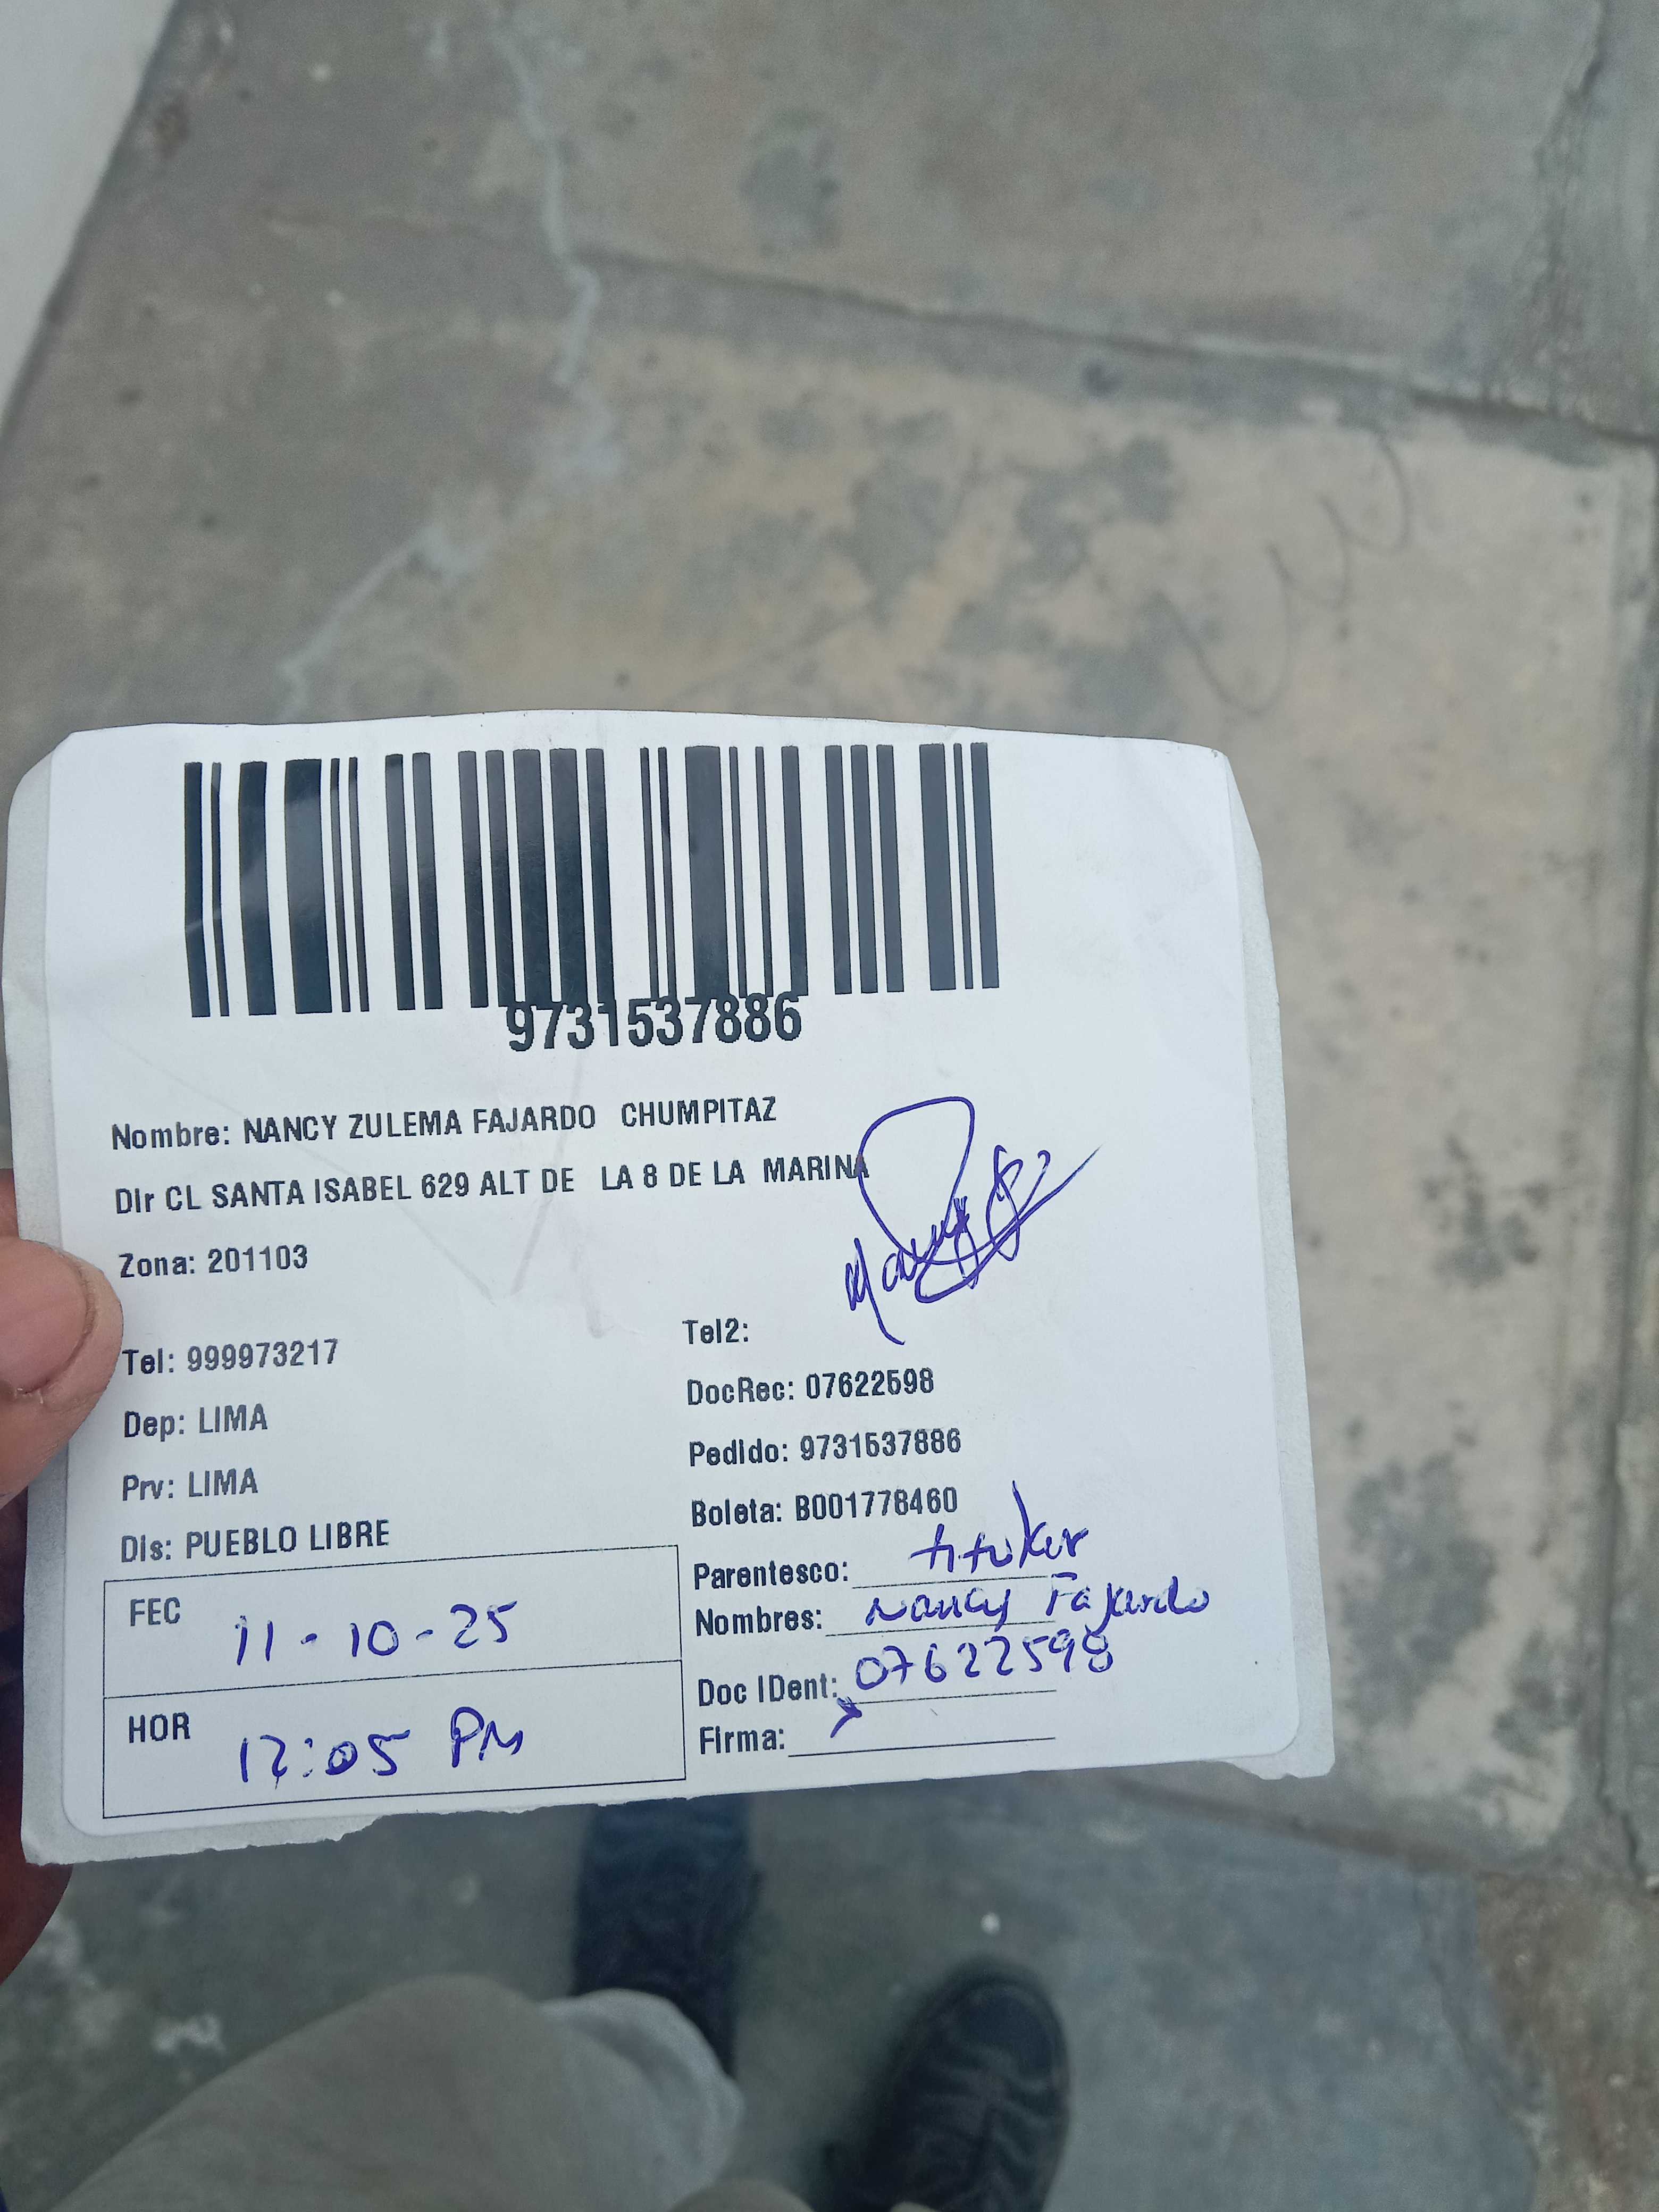 9731537886
Nombre: NANCY ZULEMA FAJARDO CHUMPITAZ
Dir CL SANTA ISABEL 629 ALT DE LA 8 DE LA MARINA
Zona: 201103
Tel: 999973217
Tel2:
Dep: LIMA
DocRec: 07622598
Prv: LIMA
Pedido: 9731537886
Dis: PUEBLO LIBRE
Boleta: B001778460
FEC 11-10-25
HOR 12:05 PM
Parentesco: titular
Nombres: Nancy Fajardo
Doc IDent: 07622598
Firma: